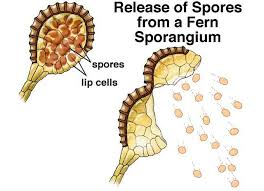 Release of Spores
from a Fern
Sporangium
spores
lip cells